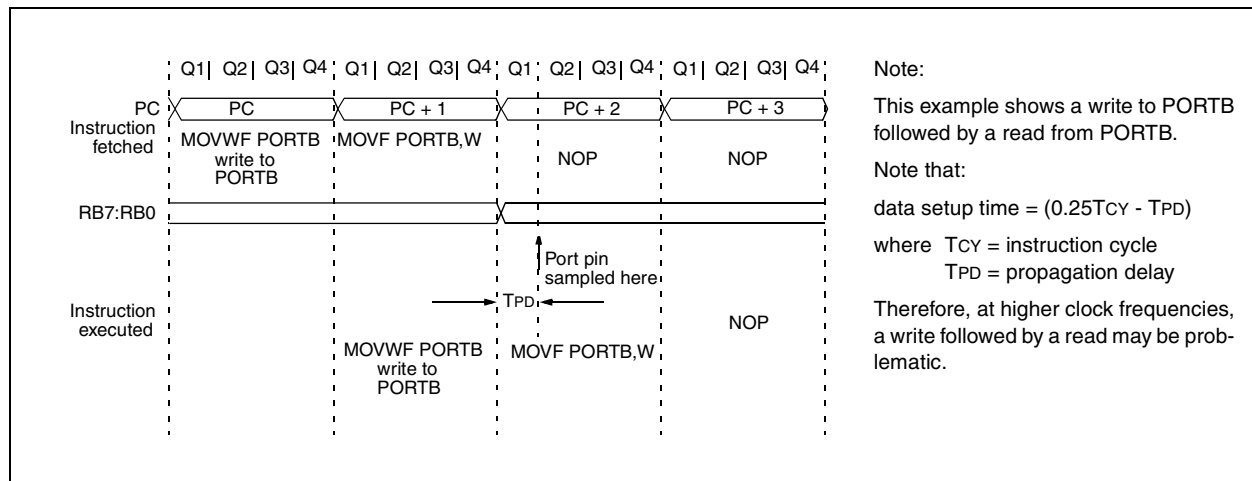 Q1| Q2 | Q3| Q4 Q1| Q2 | Q3| Q4 Q1 Q2 | Q3| Q4 Q1| Q2 | Q3| Q4
PC PC PC + 1 PC + 2 PC + 3
Instruction
fetched
MOVWF PORTB
write to
PORTB
MOVF PORTB,W
NOP
NOP
RB7:RB0
Port pin
sampled here
TPD
Instruction
executed
MOVWF PORTB
write to
PORTB
MOVF PORTB,W
NOP
Note:
This example shows a write to PORTB
followed by a read from PORTB.
Note that:
data setup time = (0.25TCY - TPD)
where TCY = instruction cycle
TPD = propagation delay
Therefore, at higher clock frequencies,
a write followed by a read may be prob-
lematic.